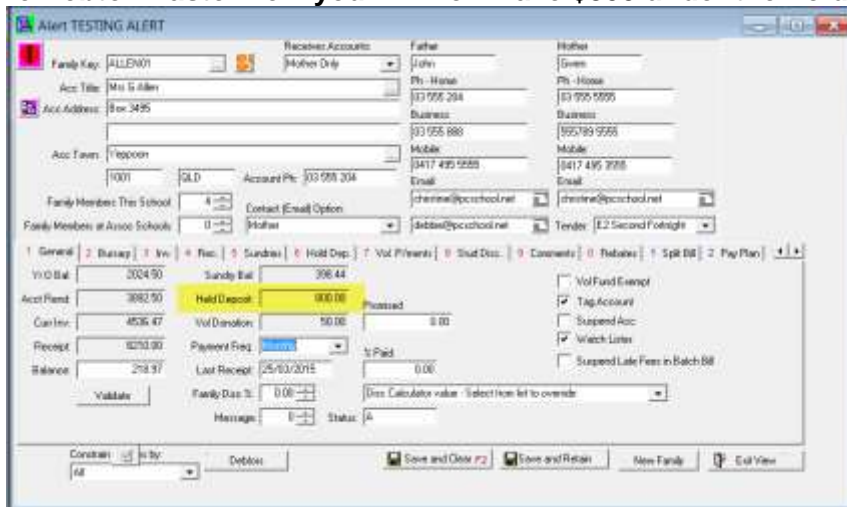 Alert TESTING ALERT
Receives Accounts: Father Mother
Family Key: ALLEN01 Mother Only John Gwen
Ph - Home Ph - Home
Acc Title: Mrs G Allen 03 555 204 03 555 5555
Acc Address: Box 3495 Business Business
03 555 888 555789 5556
Mobile Mobile
Acc Town: Yeppoon 0417 495 5555 0417 495 3555
1001 QLD Account Ph: 03 555 204 Email Email
Family Members This School 4 christine@pcschool.net christine@pcschool.net
Contact (Email) Option
Family Members at Assoc Schools 0 Mother debbie@pcschool.net Tender E2 Second Fortnight
1 General 2 Bursary 3 Inv. 4 Rec. 5 Sundries 6 Hold Dep. 7 Vol P/ments 8 Stud Disc. 9 Comments 0 Rebates 1 Split Bill 2 Pay Plan
Y/O Bal 2024.50 Sundry Bal 398.44 Vol Fund Exempt
Acct Rend 3882.50 Held Deposit 800.00 Promised Tag Account
Curr Inv. 4536.47 Vol Donation 50.00 0.00 Suspend Acc
Receipt 8210.00 Payment Freq % Paid Watch Listee
Balance 218.97 Last Receipt 25/03/2015 0.00 Suspend Late Fees in Batch Bill
Validate Family Disc % 0.00 Disc Calculator value - Select from list to override
Message 0 Status A
Constrain by:
All Debtors Save and Clear F2 Save and Retain New Family Exit View